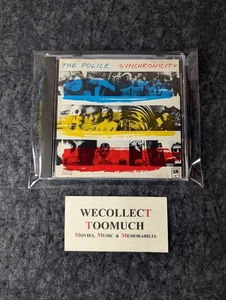 THE POLICE SYNCHRONICITY
WECOLLECT
TOOMUCH
MOVIES, MUSIC & MEMORABILIA